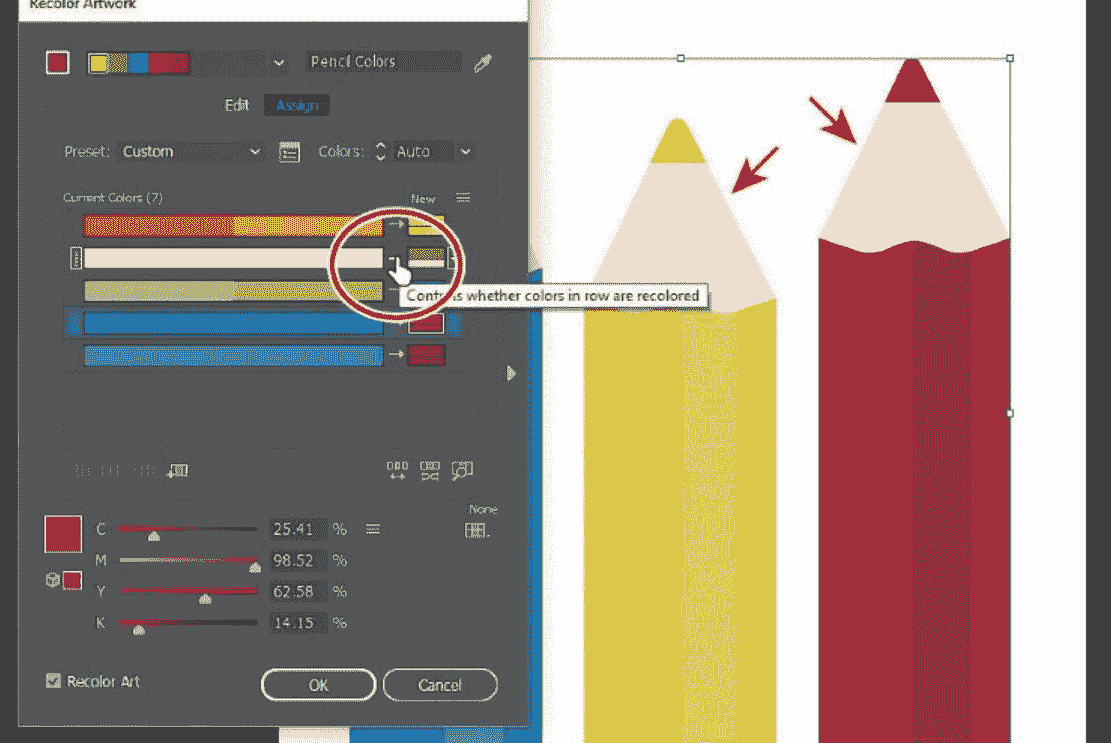 Recolor Artwork
Pencil Colors
Edit Assign
Preset: Custom Colors: Auto
Current Colors (7) New
Controls whether colors in row are recolored
None
C 25.41 %
M 98.52 %
Y 62.58 %
K 14.15 %
Recolor Art OK Cancel